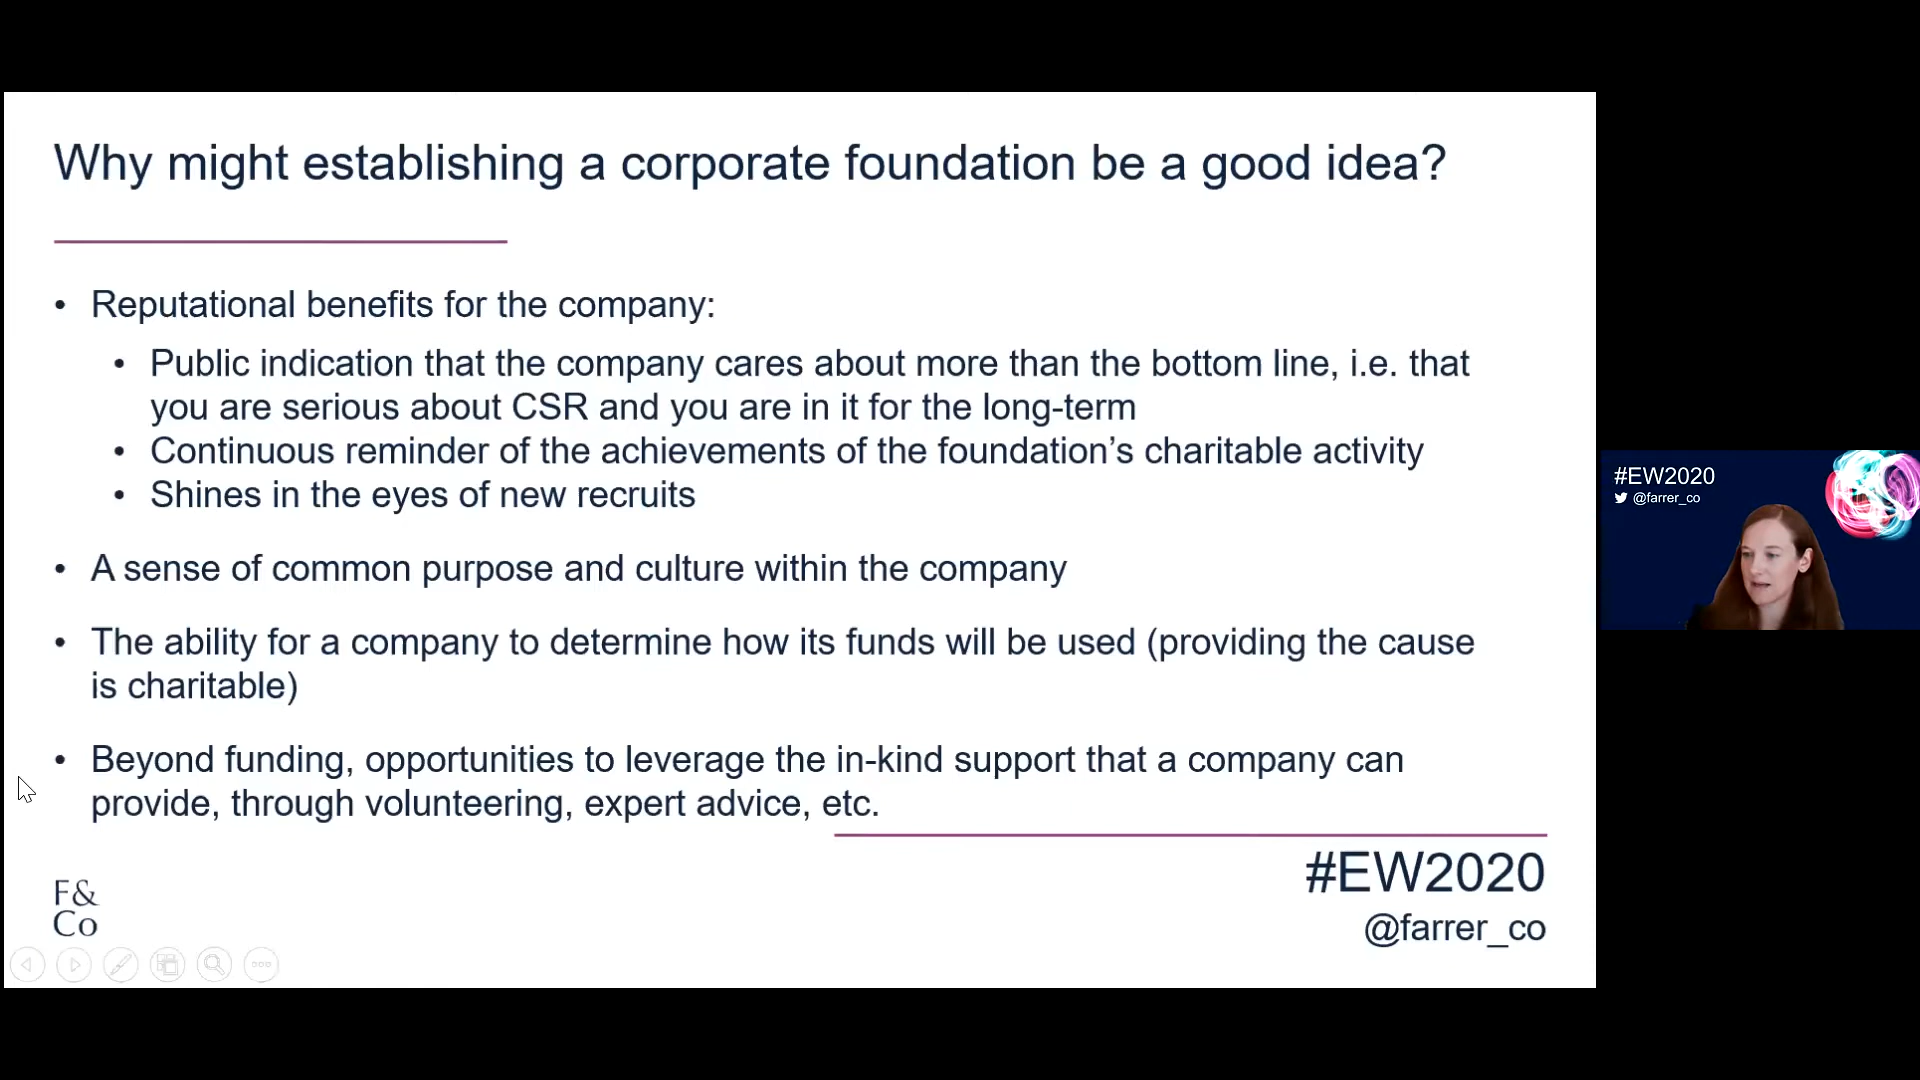 Why might establishing a corporate foundation be a good idea?
• Reputational benefits for the company:
• Public indication that the company cares about more than the bottom line, i.e. that
you are serious about CSR and you are in it for the long-term
• Continuous reminder of the achievements of the foundation’s charitable activity
• Shines in the eyes of new recruits
• A sense of common purpose and culture within the company
• The ability for a company to determine how its funds will be used (providing the cause
is charitable)
• Beyond funding, opportunities to leverage the in-kind support that a company can
provide, through volunteering, expert advice, etc.
F&
Co
#EW2020
@farrer_co
#EW2020
@farrer_co